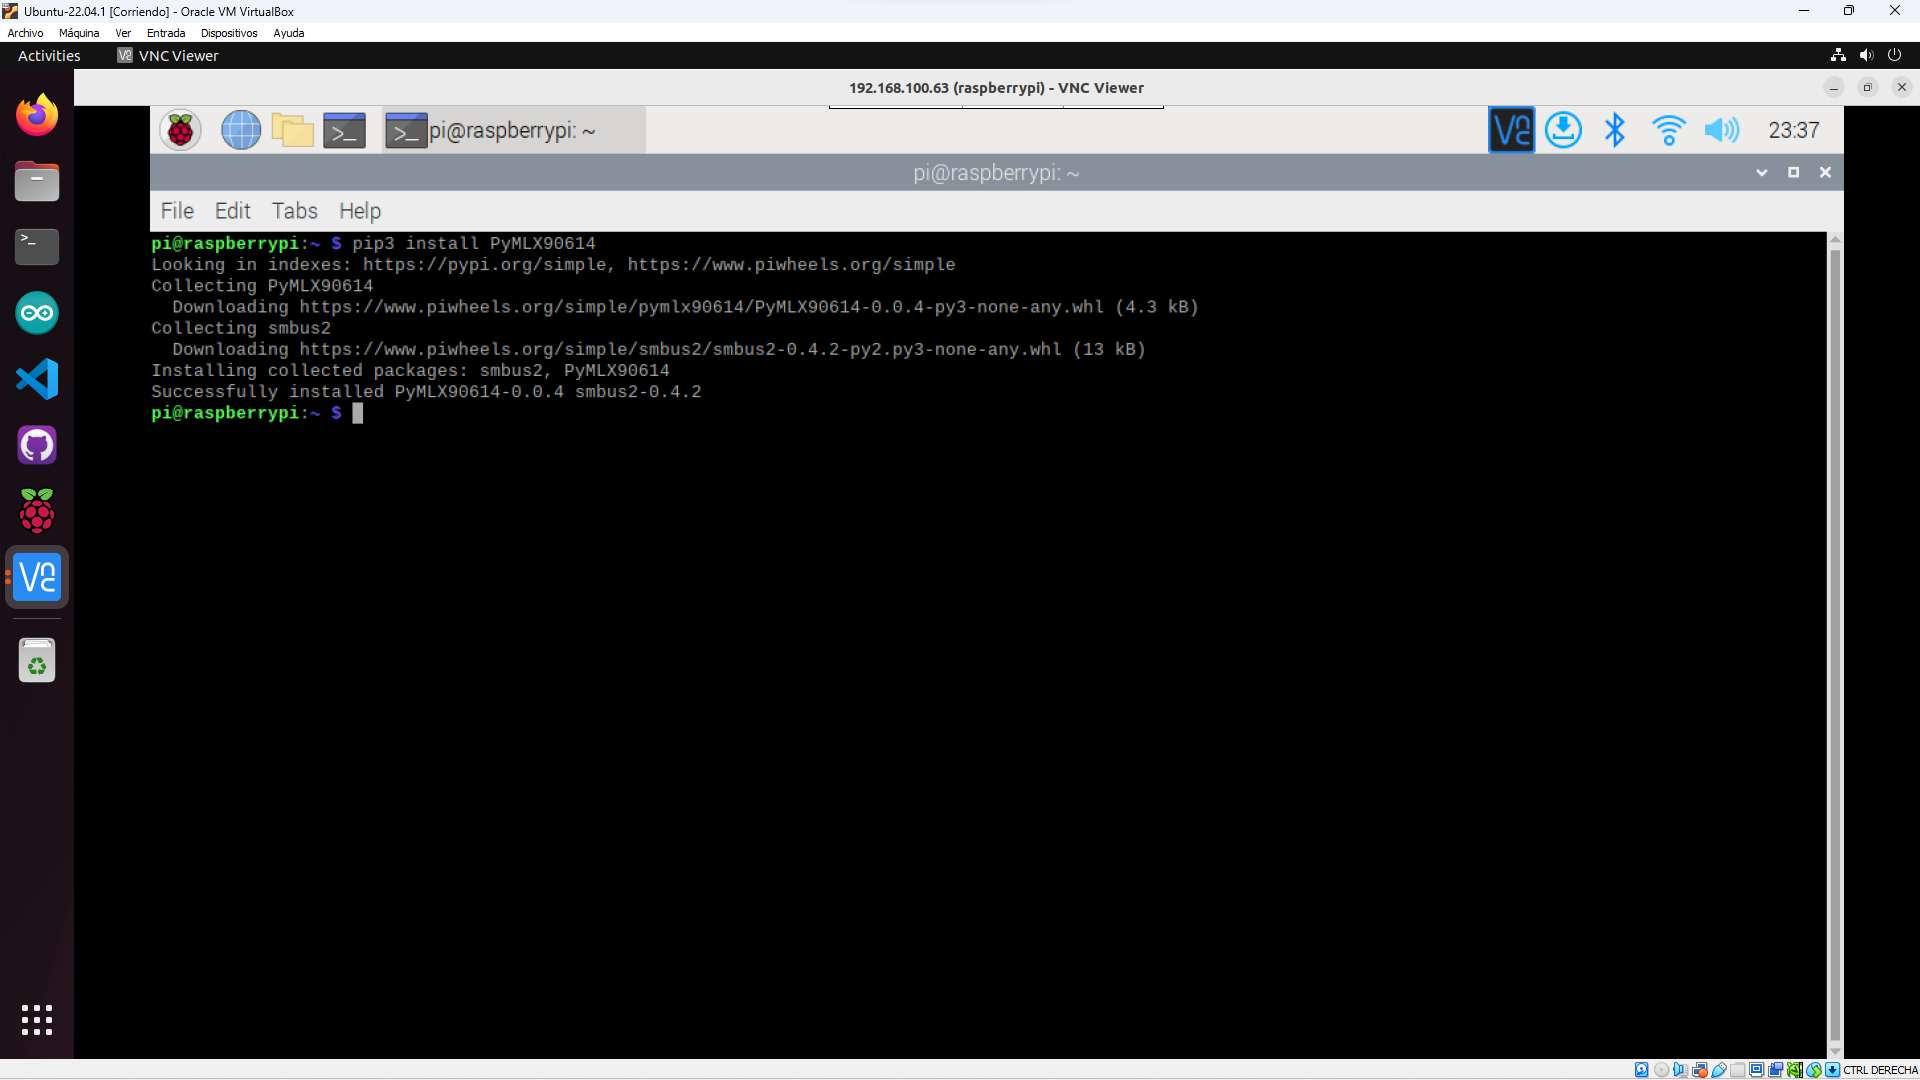 Ubuntu-22.04.1 [Corriendo] - Oracle VM VirtualBox
Archivo Máquina Ver Entrada Dispositivos Ayuda
Activities VNC Viewer
192.168.100.63 (raspberrypi) - VNC Viewer
pi@raspberrypi: ~ 23:37
pi@raspberrypi: ~
File Edit Tabs Help
pi@raspberrypi:~ $ pip3 install PyMLX90614
Looking in indexes: https://pypi.org/simple, https://www.piwheels.org/simple
Collecting PyMLX90614
Downloading https://www.piwheels.org/simple/pymlx90614/PyMLX90614-0.0.4-py3-none-any.whl (4.3 kB)
Collecting smbus2
Downloading https://www.piwheels.org/simple/smbus2/smbus2-0.4.2-py2.py3-none-any.whl (13 kB)
Installing collected packages: smbus2, PyMLX90614
Successfully installed PyMLX90614-0.0.4 smbus2-0.4.2
pi@raspberrypi:~ $
CTRL DERECHA